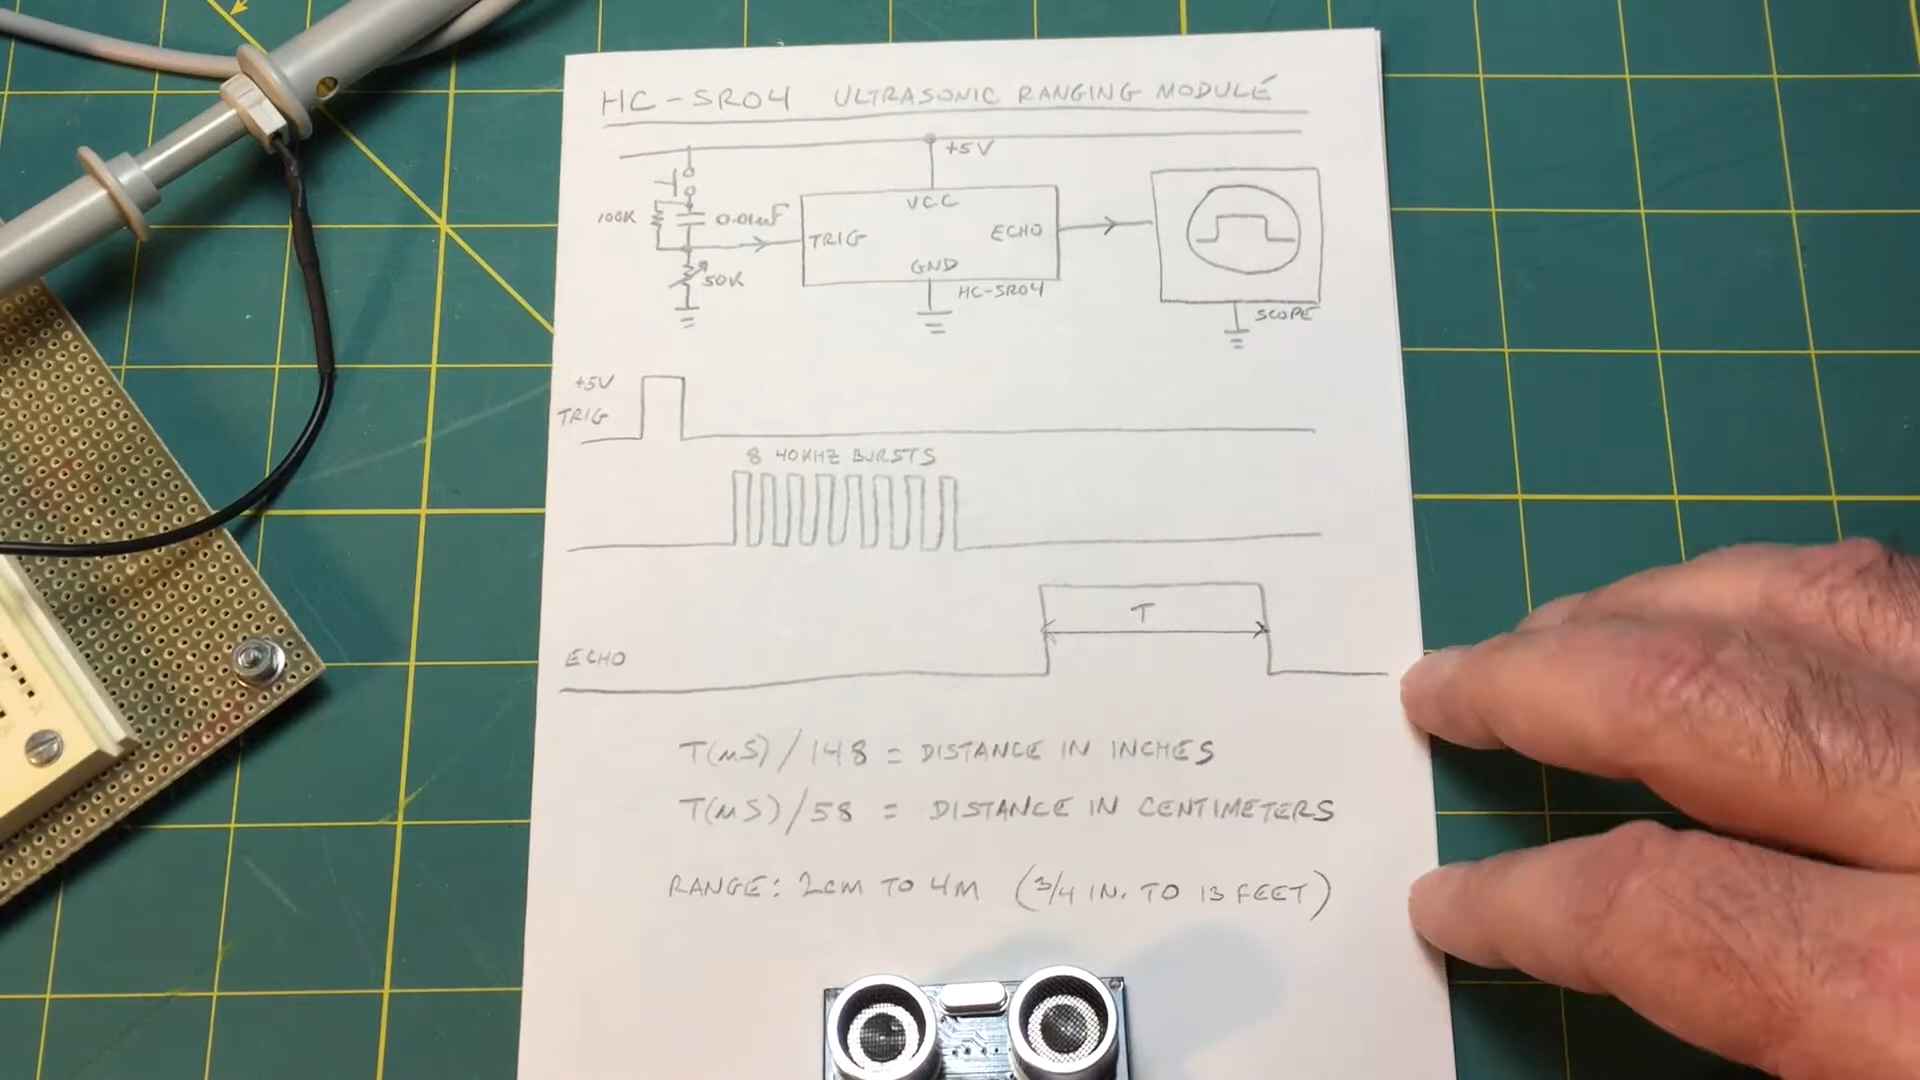 HC-SR04 ULTRASONIC RANGING MODULE
+5V
100K
0.01uF
TRIG
VCC
ECHO
GND
50K
HC-SR04
SCOPE
+5V
TRIG
8 40KHZ BURSTS
T
ECHO
T(μS)/148 = DISTANCE IN INCHES
T(μS)/58 = DISTANCE IN CENTIMETERS
RANGE: 2CM TO 4M (3/4 IN. TO 13 FEET)